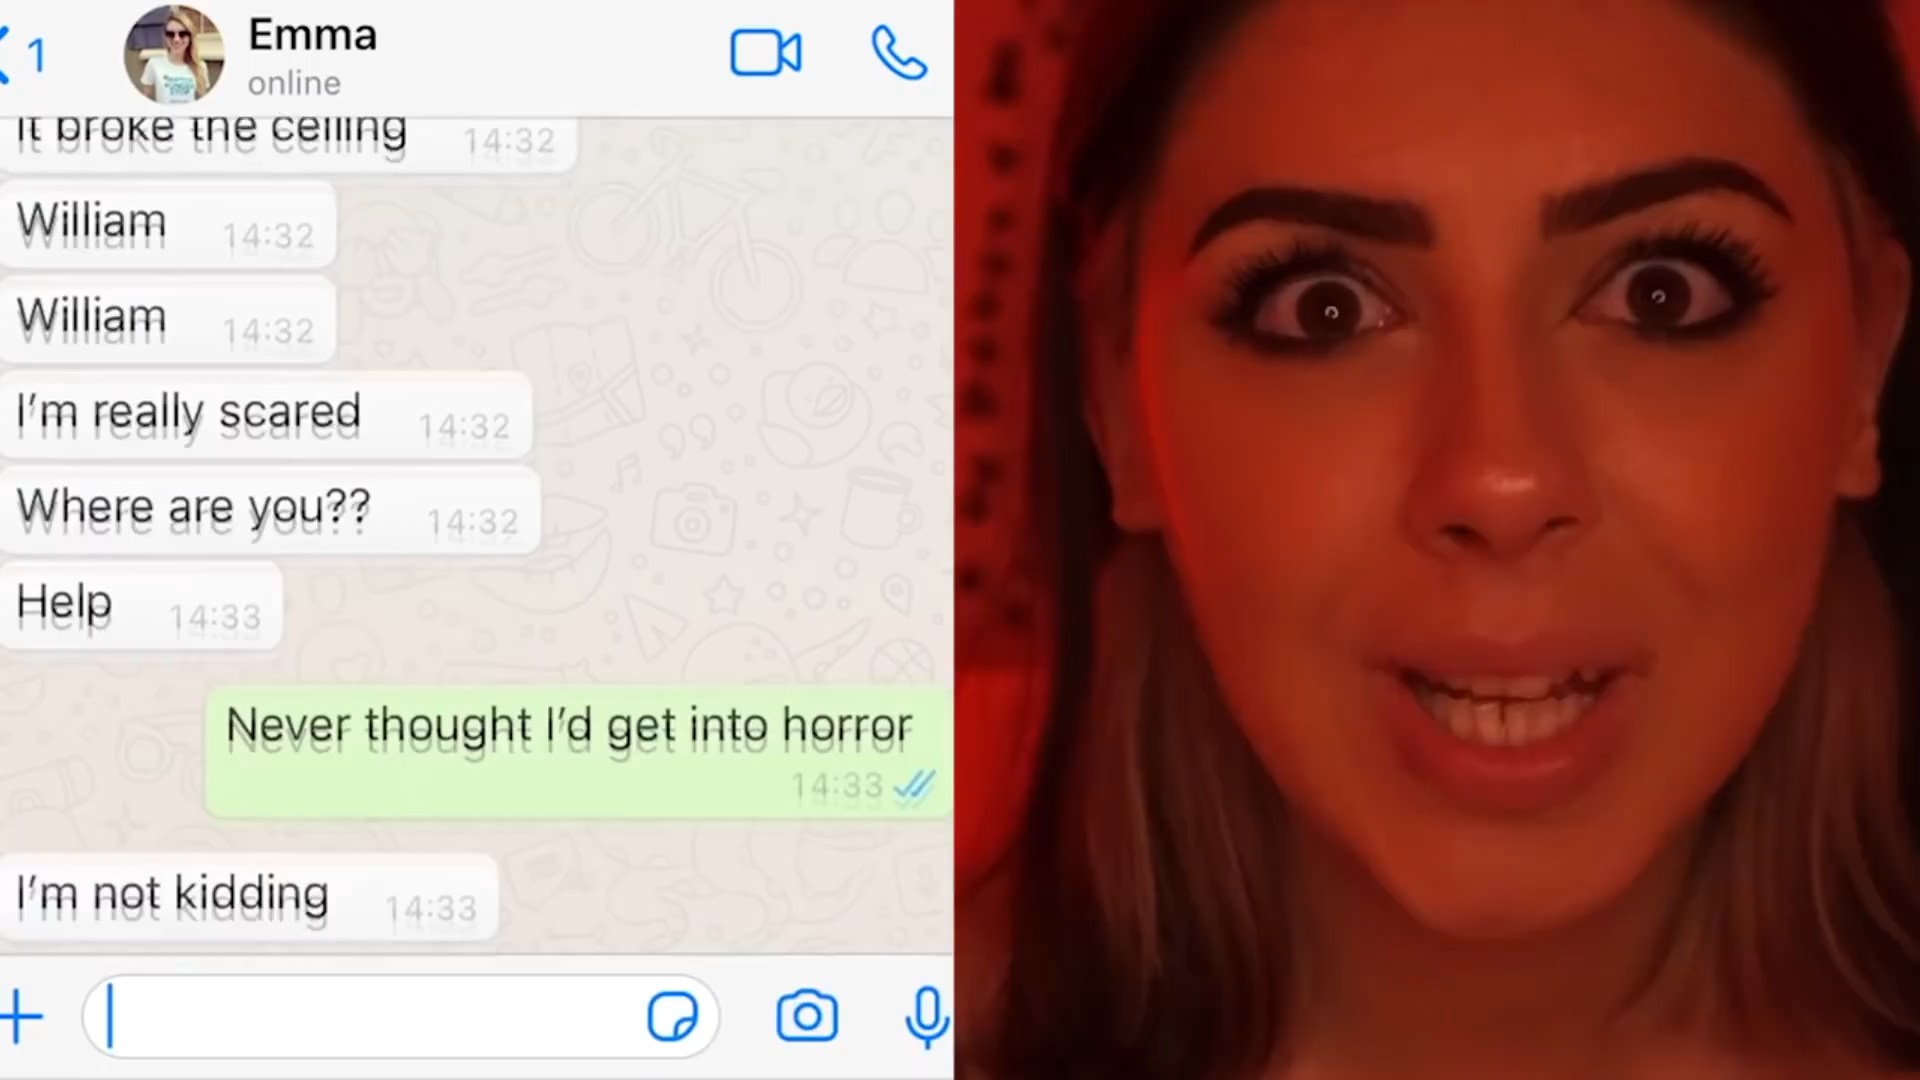 1
Emma
online
It broke the ceiling 14:32
William 14:32
William 14:32
I'm really scared 14:32
Where are you?? 14:32
Help 14:33
Never thought I'd get into horror
14:33
I'm not kidding 14:33